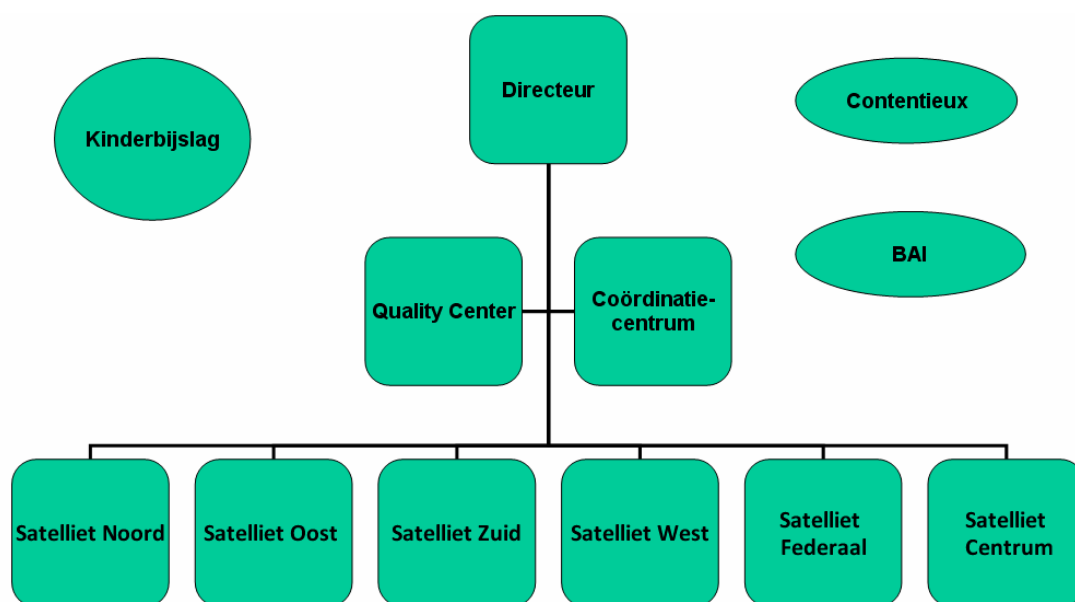 Directeur
Kinderbijslag
Contentieux
BAI
Quality Center
Coördinatie-
centrum
Satelliet Noord
Satelliet Oost
Satelliet Zuid
Satelliet West
Satelliet
Federaal
Satelliet
Centrum